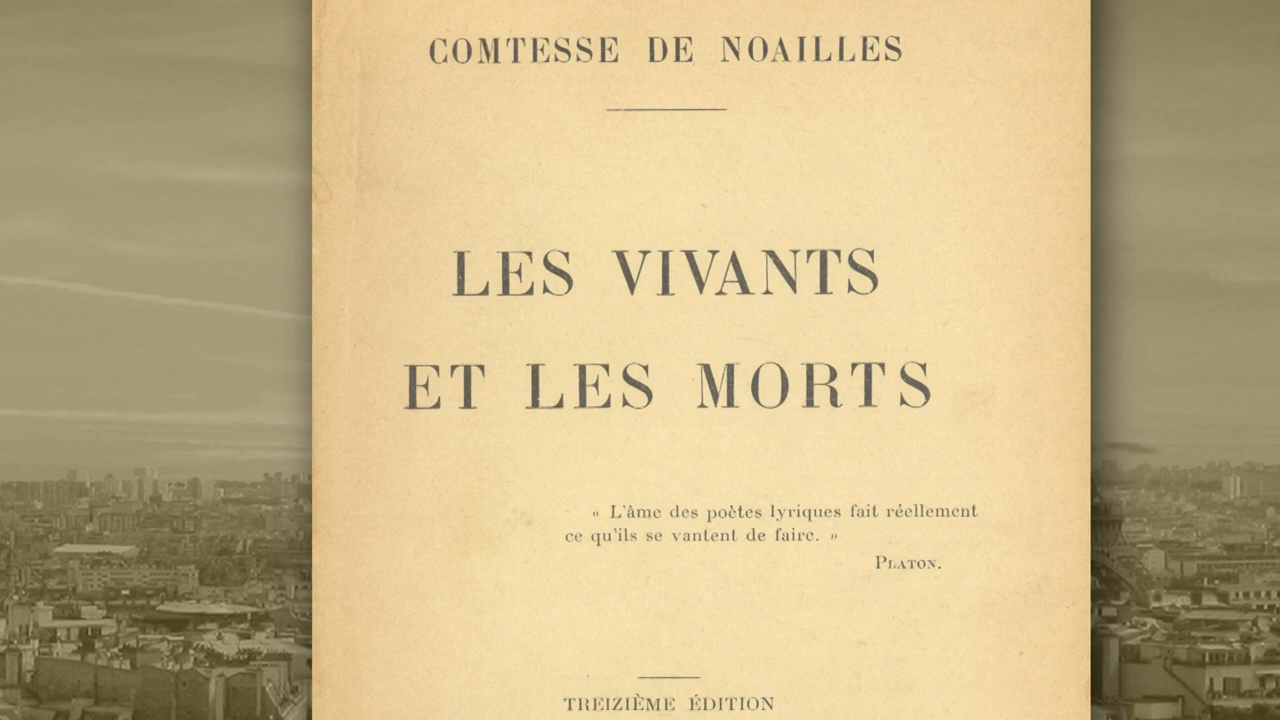 COMTESSE DE NOAILLES
LES VIVANTS
ET LES MORTS
« L'âme des poètes lyriques fait réellement
ce qu'ils se vantent de faire. »
PLATON.
TREIZIÈME ÉDITION